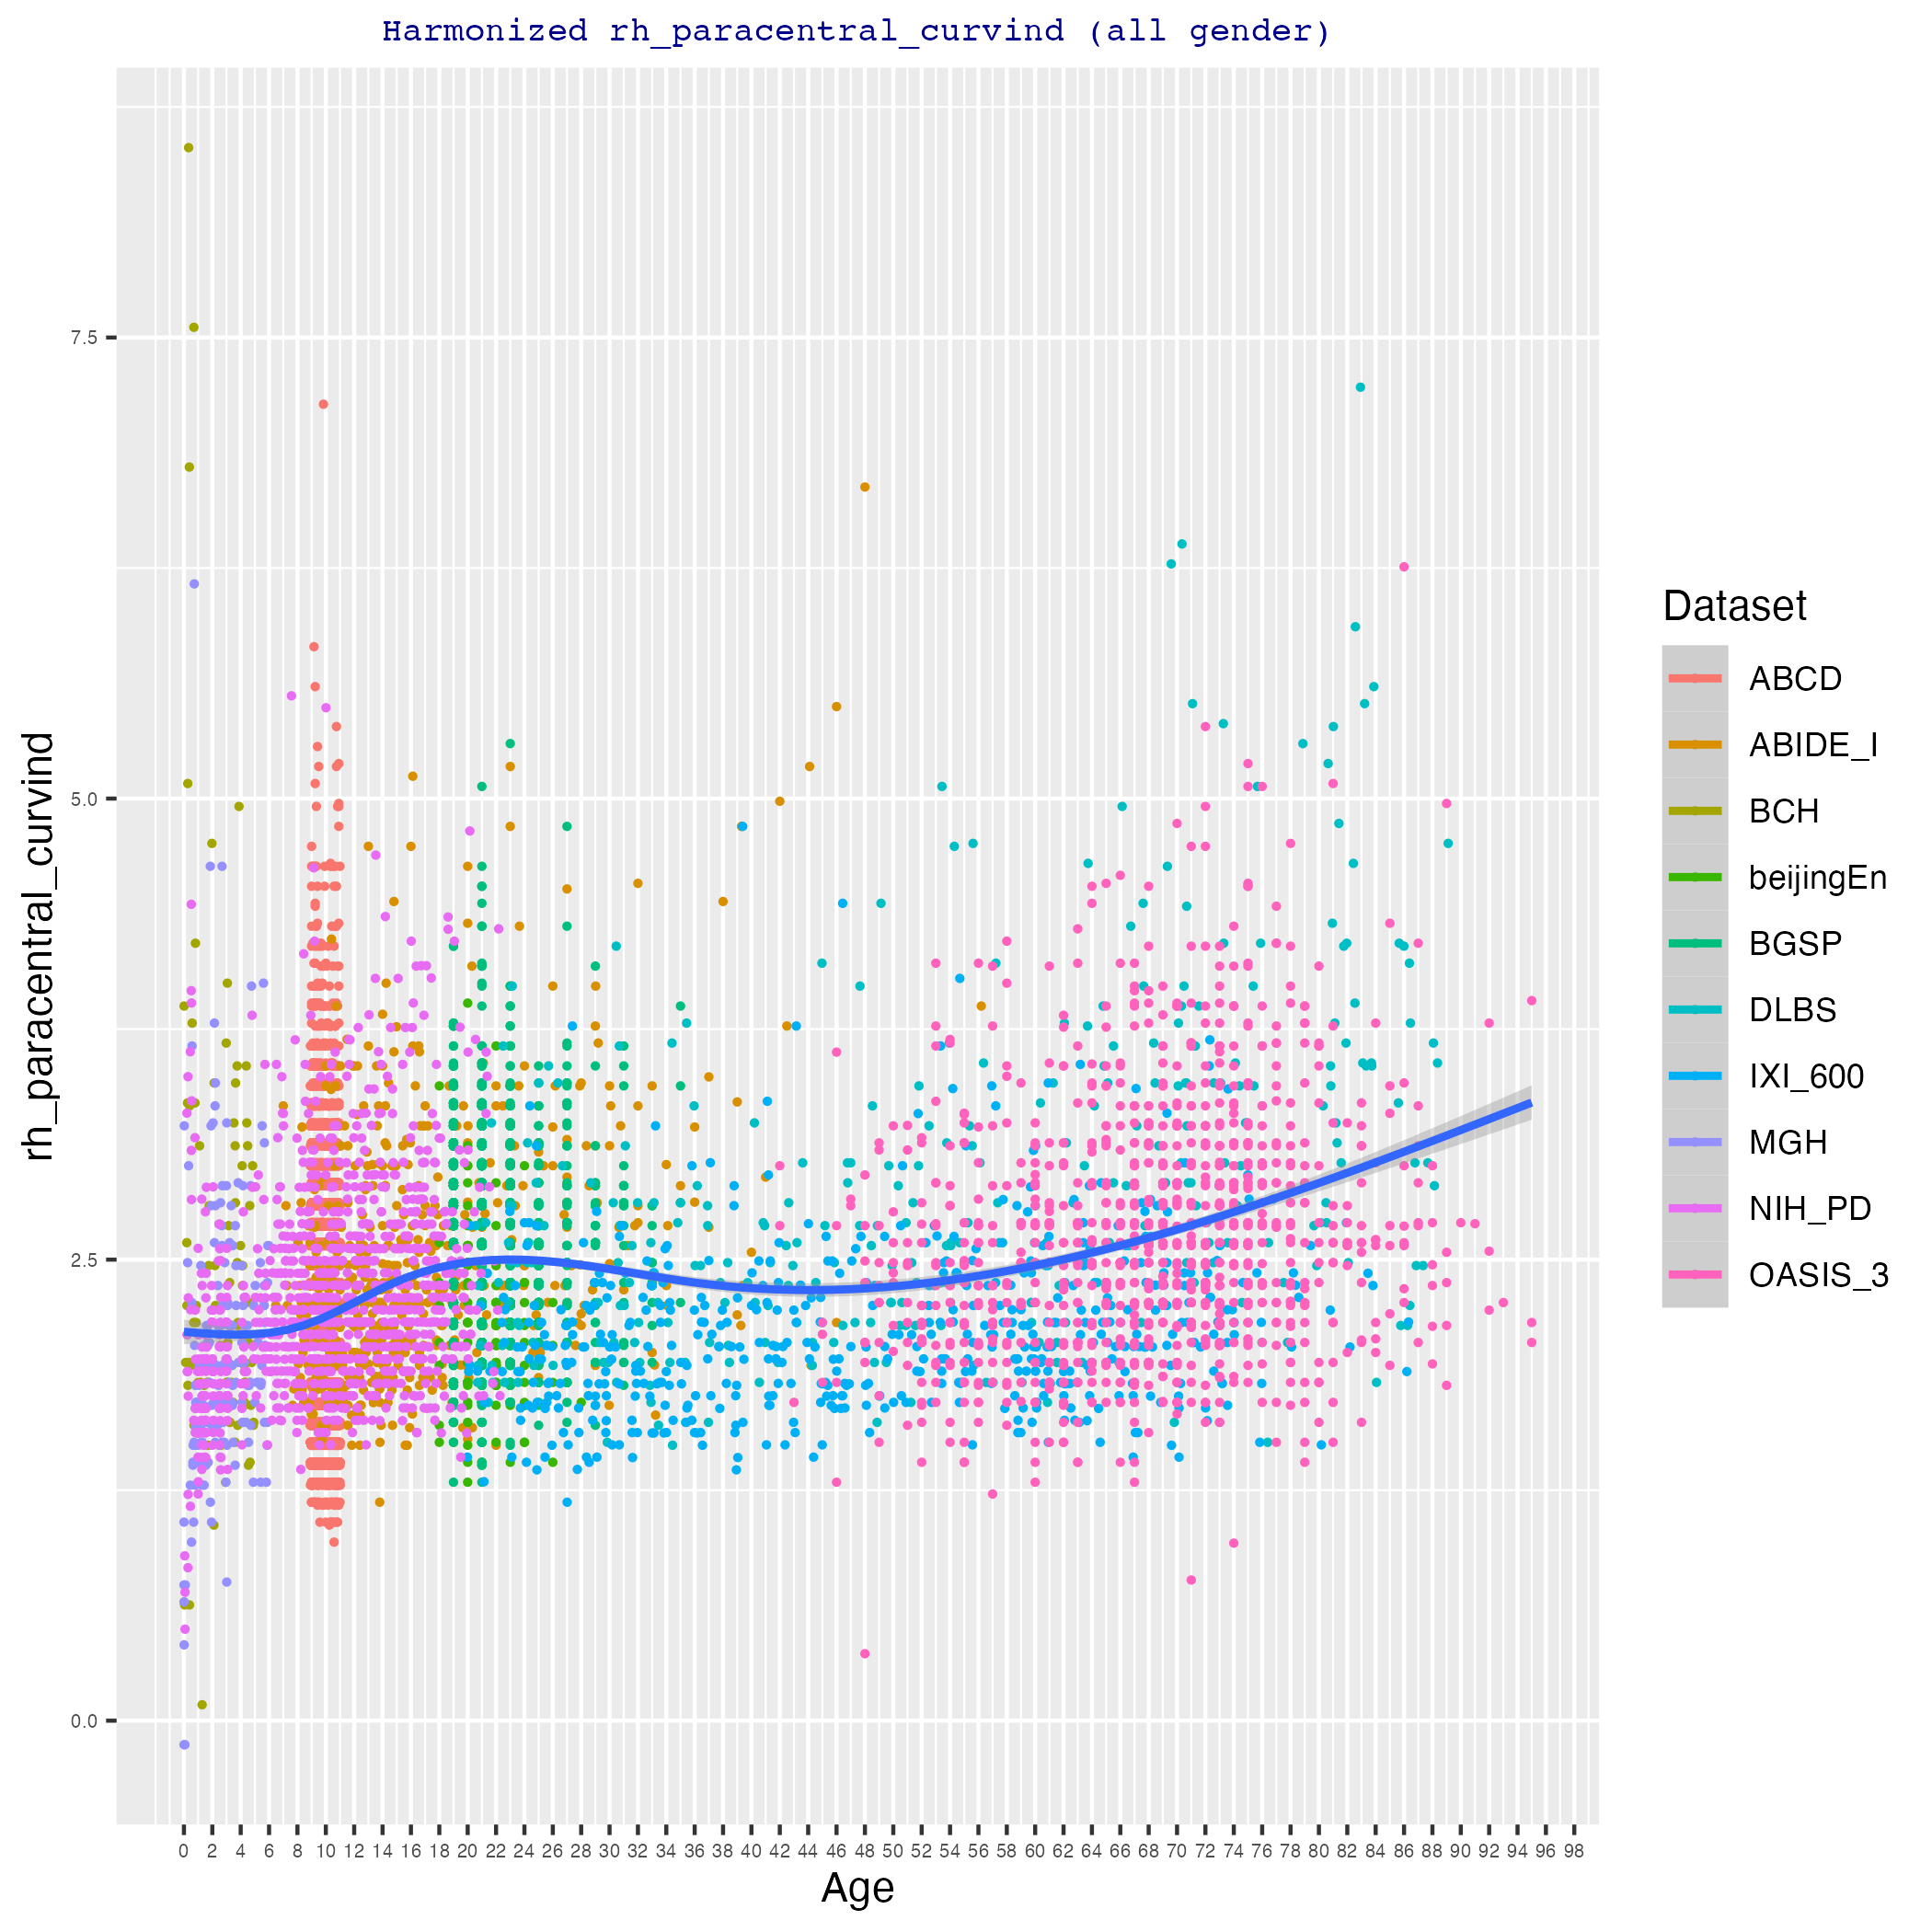 Harmonized rh_paracentral_curvind (all gender)
rh_paracentral_curvind
7.5
5.0
2.5
0.0
0 2 4 6 8 10 12 14 16 18 20 22 24 26 28 30 32 34 36 38 40 42 44 46 48 50 52 54 56 58 60 62 64 66 68 70 72 74 76 78 80 82 84 86 88 90 92 94 96 98
Age
Dataset
ABCD
ABIDE_I
BCH
beijingEn
BGSP
DLBS
IXI_600
MGH
NIH_PD
OASIS_3